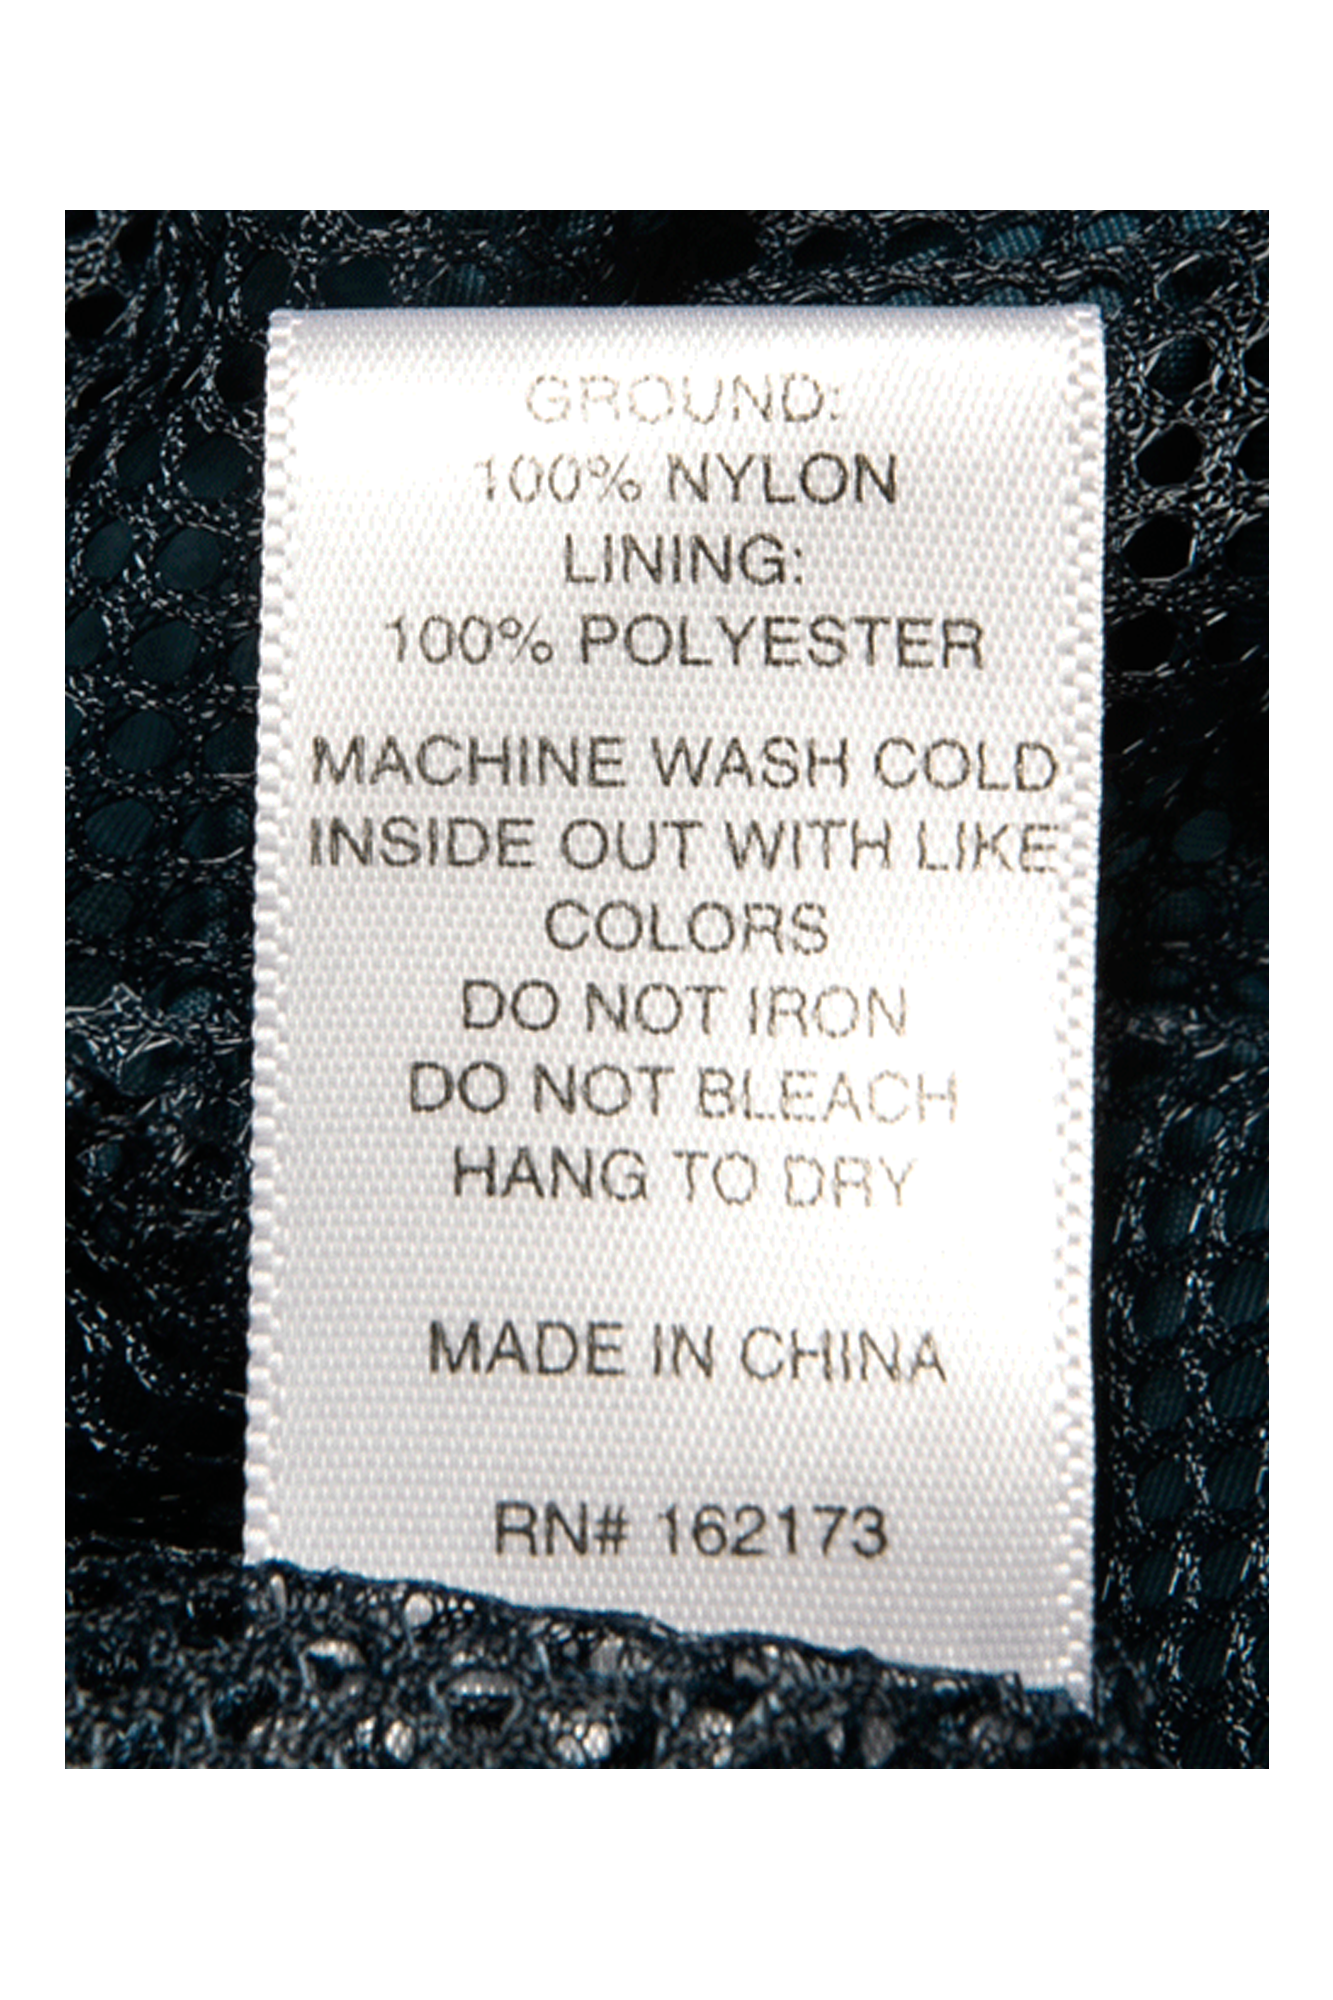 GROUND:
100% NYLON
LINING:
100% POLYESTER
MACHINE WASH COLD
INSIDE OUT WITH LIKE
COLORS
DO NOT IRON
DO NOT BLEACH
HANG TO DRY
MADE IN CHINA
RN# 162173